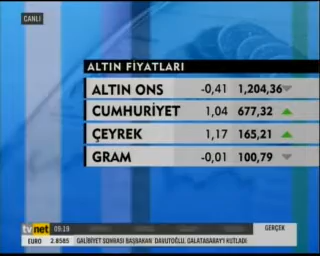 CANLI
ALTIN FİYATLARI
ALTIN ONS -0,41 1,204,36
CUMHURİYET 1,04 677,32
ÇEYREK 1,17 165,21
GRAM -0,01 100,79
tvnet 09:19 GERÇEK
EURO 2.8585 GALİBİYET SONRASI BAŞBAKAN DAVUTOĞLU, GALATASARAY'I KUTLADI